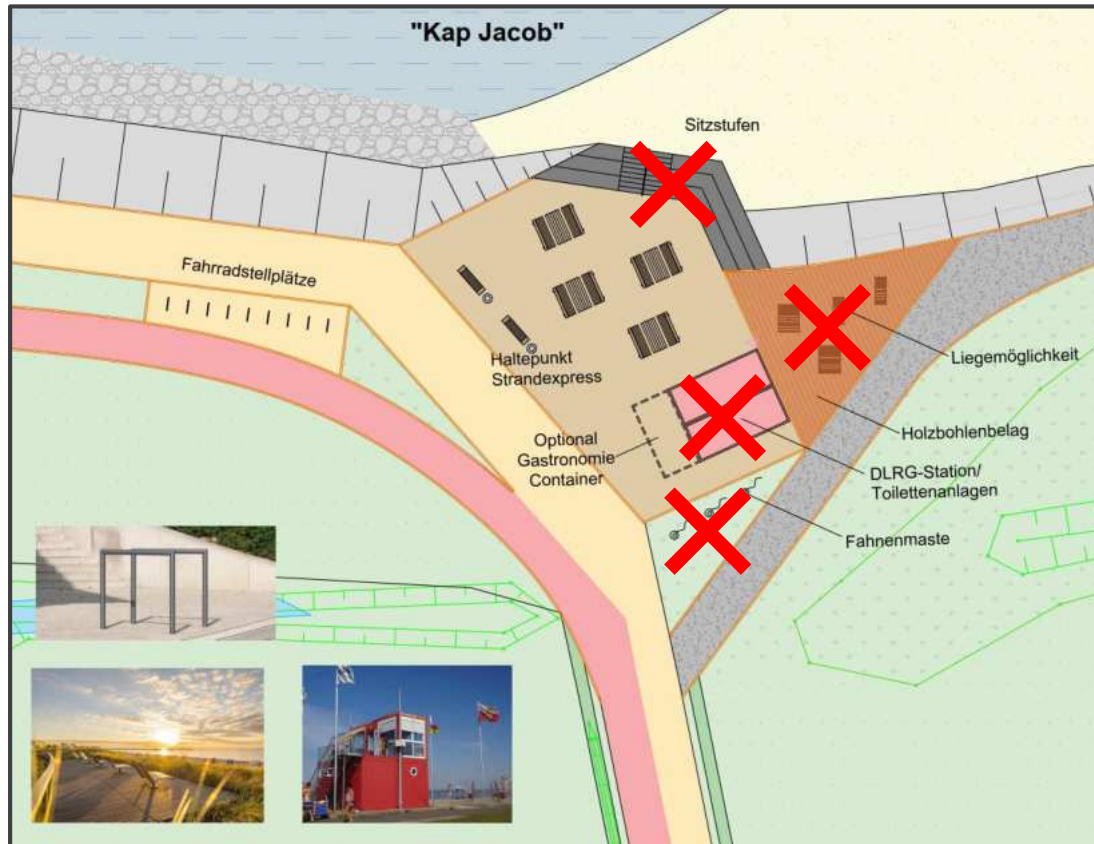 "Kap Jacob"
Sitzstufen
Fahrradstellplätze
Haltepunkt
Strandexpress
Liegemöglichkeit
Optional
Gastronomie
Container
Holzbohlenbelag
DLRG-Station/
Toilettenanlagen
Fahnenmaste